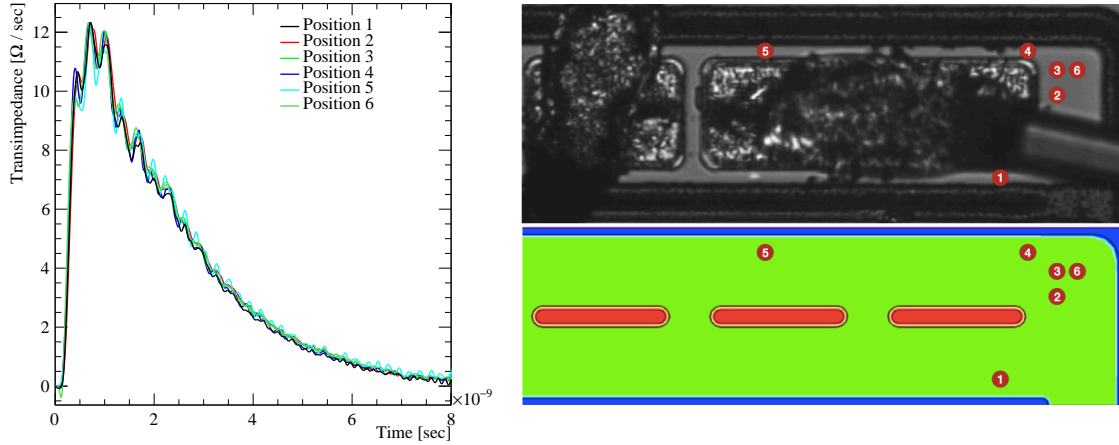 Transimpedance [Ω / sec]
12
10
8
6
4
2
0
0
2
4
6
8
×10⁻⁹
Time [sec]
Position 1
Position 2
Position 3
Position 4
Position 5
Position 6
5
4
3 6
2
1
5
4
3 6
2
1